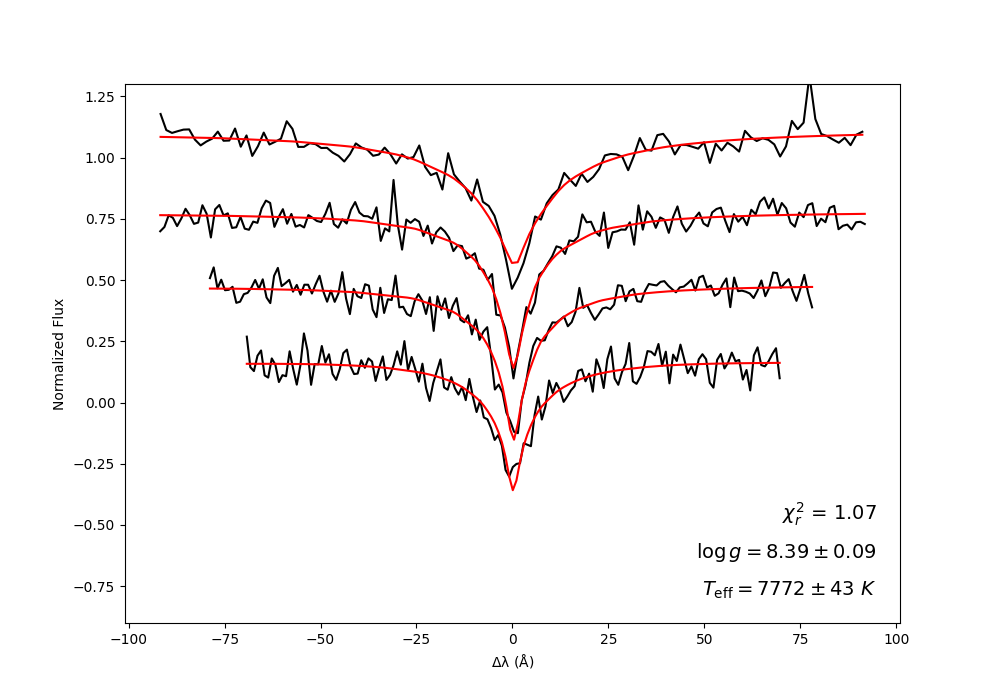 1.25
1.00
0.75
0.50
0.25
0.00
−0.25
−0.50
−0.75
Normalized Flux
χ²ᵣ = 1.07
log g = 8.39 ± 0.09
T_eff = 7772 ± 43 K
−100 −75 −50 −25 0 25 50 75 100
Δλ (Å)